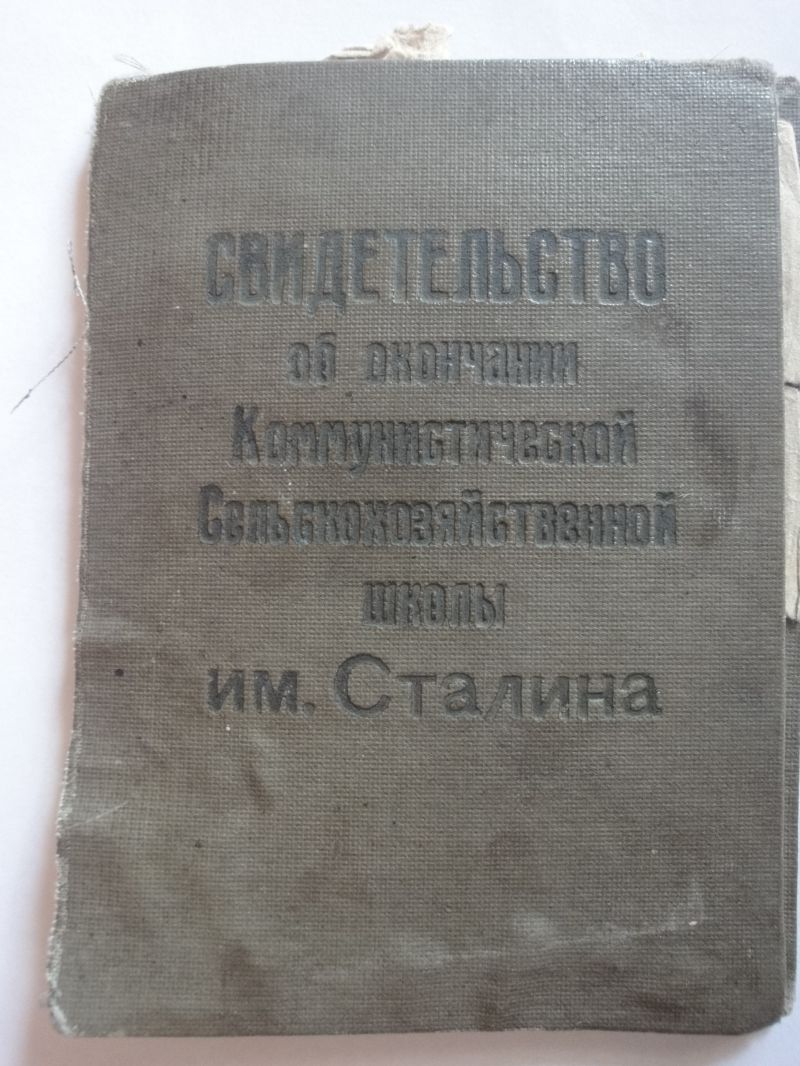 СВИДЕТЕЛЬСТВО
об окончании
Коммунистической
Сельскохозяйственной
школы
им. Сталина